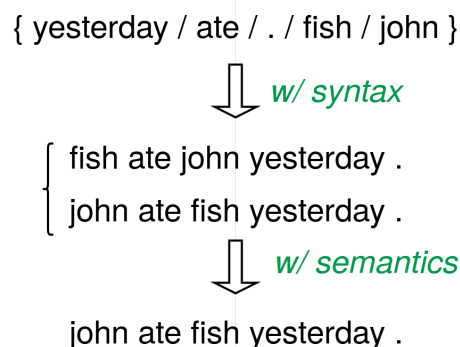 { yesterday / ate / . / fish / john }
w/ syntax
fish ate john yesterday .
john ate fish yesterday .
w/ semantics
john ate fish yesterday .